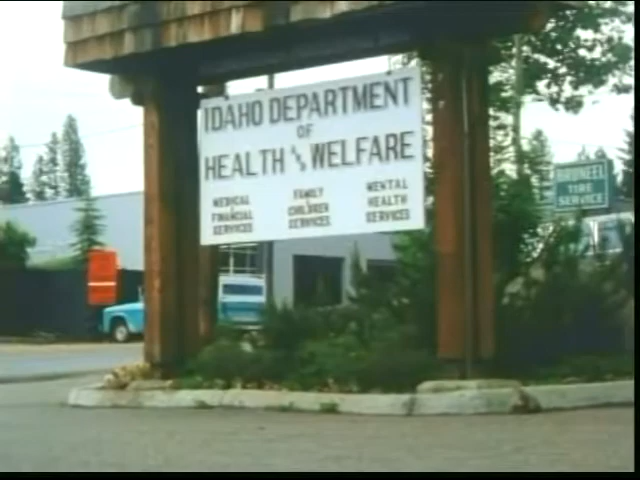 IDAHO DEPARTMENT
OF
HEALTH & WELFARE
MEDICAL
&
FINANCIAL
SERVICES
FAMILY
&
CHILDREN
SERVICES
MENTAL
HEALTH
SERVICES
BRUNEEL
TIRE
SERVICE